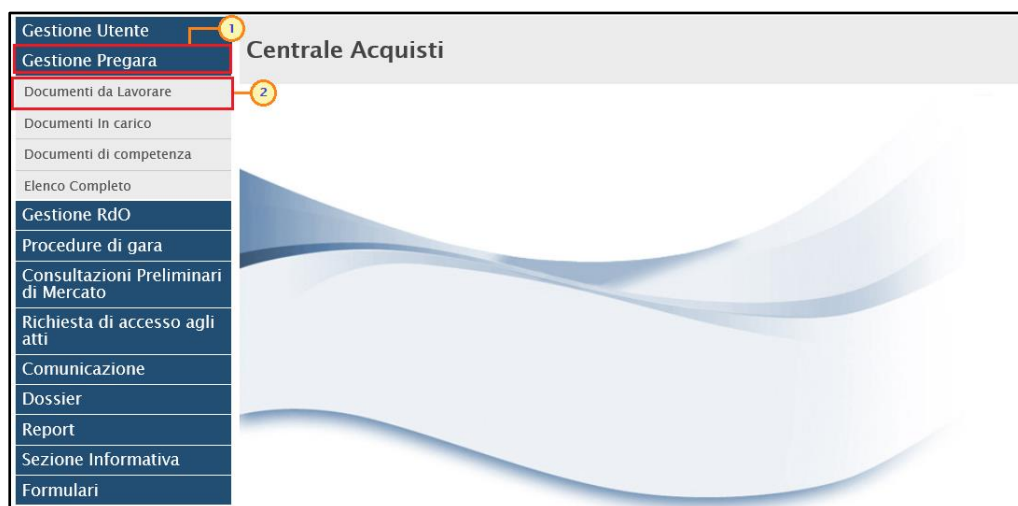 Gestione Utente
1
Gestione Pregara
Centrale Acquisti
Documenti da Lavorare
2
Documenti In carico
Documenti di competenza
Elenco Completo
Gestione RdO
Procedure di gara
Consultazioni Preliminari
di Mercato
Richiesta di accesso agli
atti
Comunicazione
Dossier
Report
Sezione Informativa
Formulari